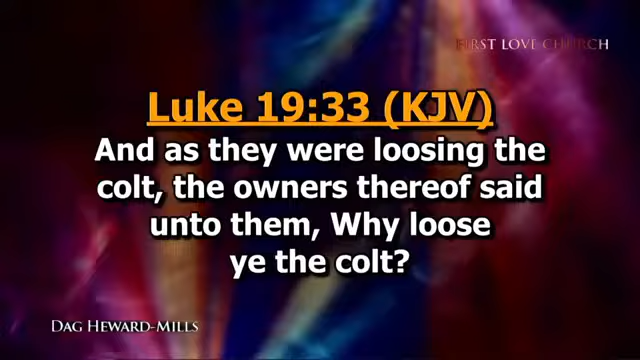 FIRST LOVE CHURCH
Luke 19:33 (KJV)
And as they were loosing the
colt, the owners thereof said
unto them, Why loose
ye the colt?
DAG HEWARD-MILLS